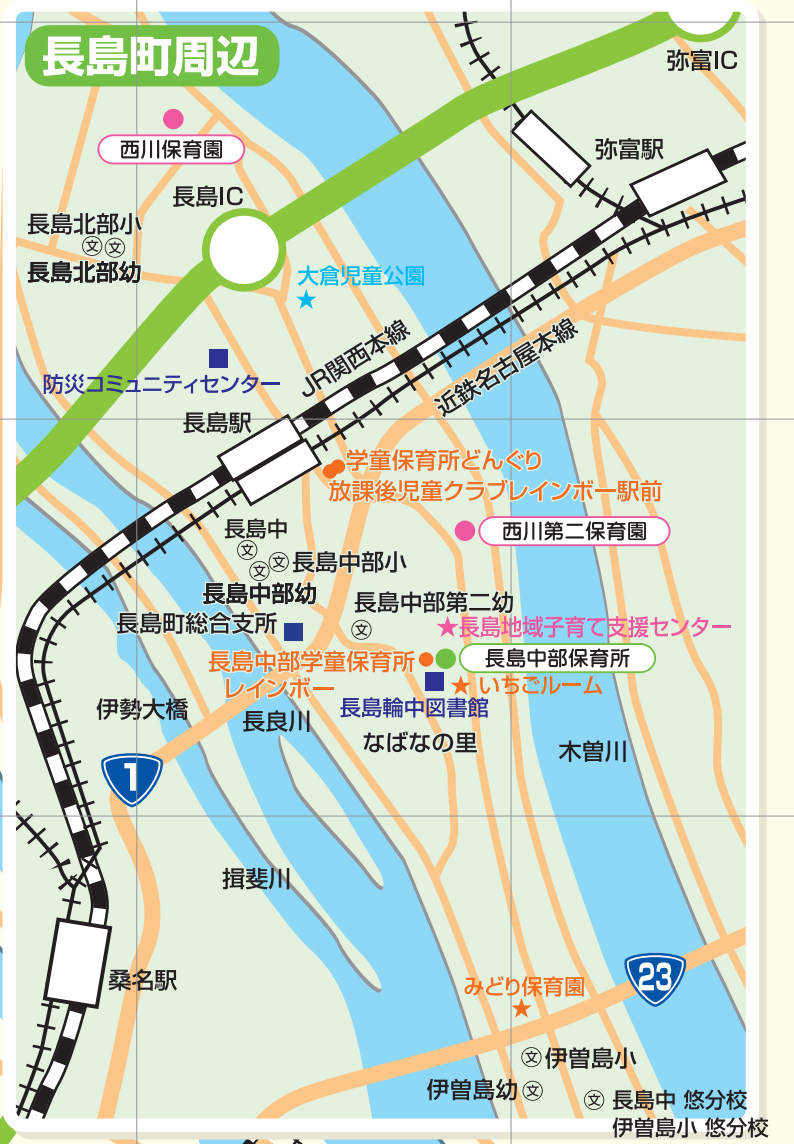 長島町周辺
弥富IC
西川保育園
弥富駅
長島IC
長島北部小
文 文
長島北部幼
大倉児童公園
JR関西本線
近鉄名古屋本線
防災コミュニティセンター
長島駅
学童保育所どんぐり
放課後児童クラブレインボー駅前
西川第二保育園
長島中
文
文 長島中部小
文
長島中部幼
長島中部第二幼
文
長島町総合支所
長島地域子育て支援センター
長島中部学童保育所
レインボー
長島中部保育所
いちごルーム
長島輪中図書館
伊勢大橋
長良川
なばなの里
木曽川
1
揖斐川
桑名駅
23
みどり保育園
文 伊曽島小
伊曽島幼 文
文 長島中 悠分校
伊曽島小 悠分校